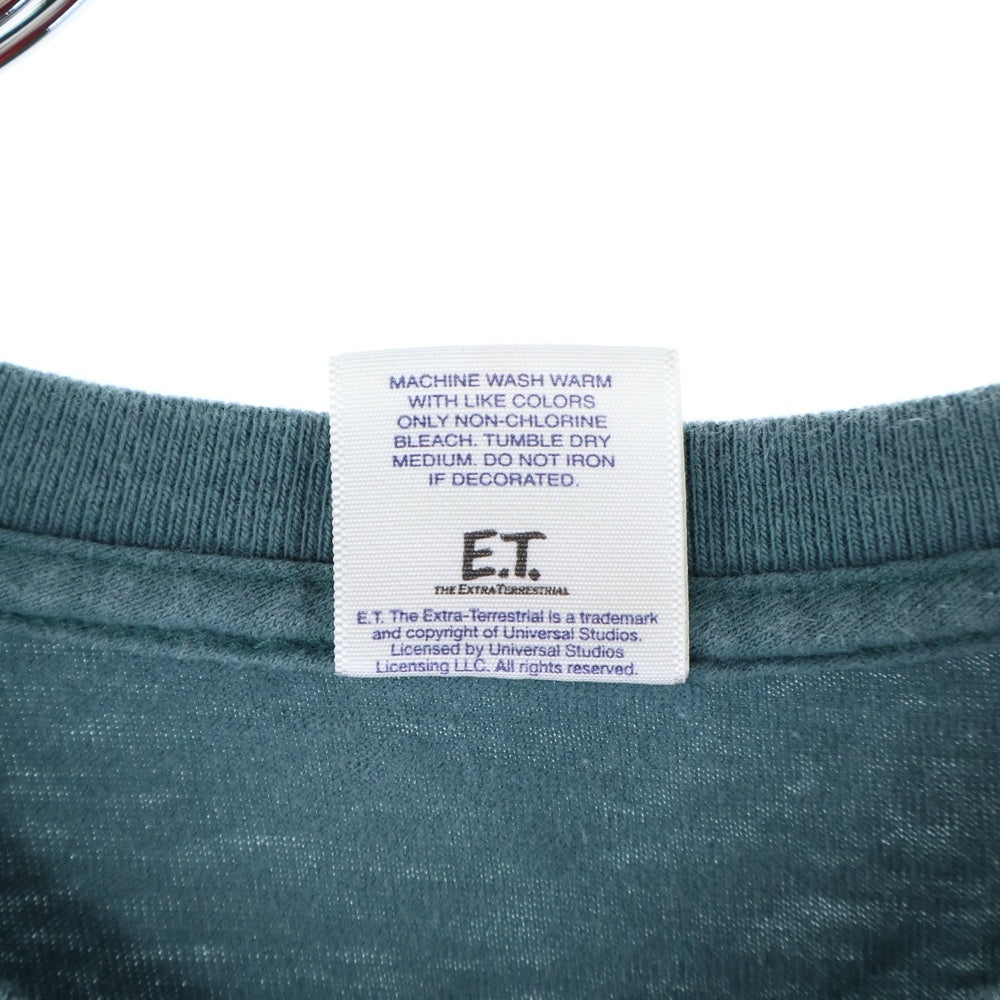 MACHINE WASH WARM
WITH LIKE COLORS
ONLY NON-CHLORINE
BLEACH. TUMBLE DRY
MEDIUM. DO NOT IRON
IF DECORATED.
E.T.
THE EXTRA-TERRESTRIAL
E.T. The Extra-Terrestrial is a trademark
and copyright of Universal Studios.
Licensed by Universal Studios
Licensing LLC. All rights reserved.